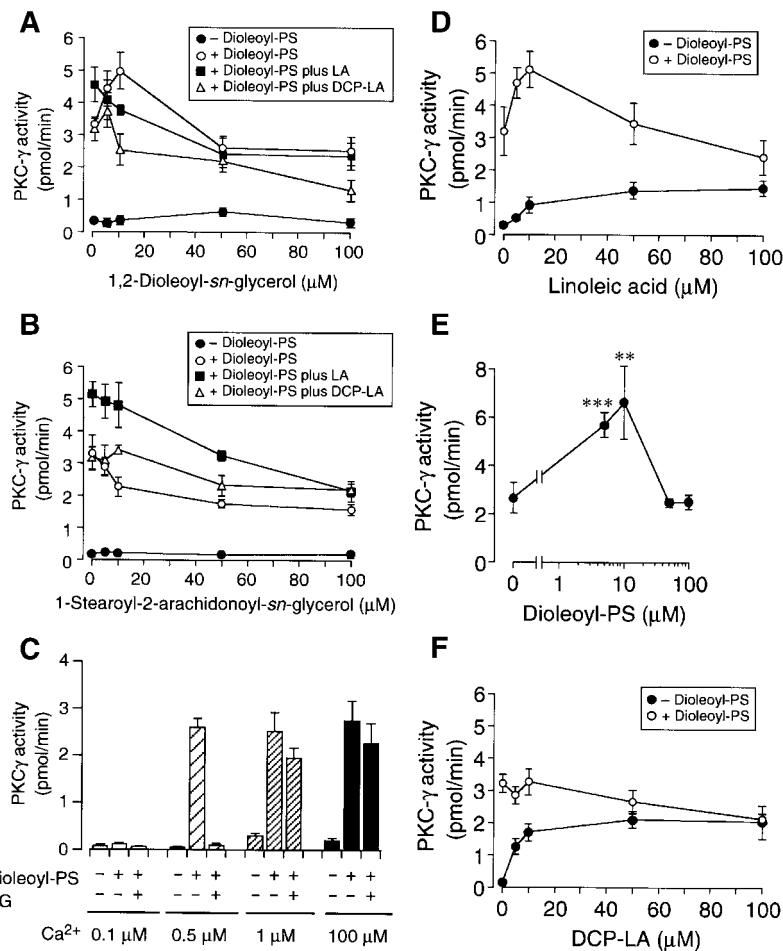 A
− Dioleoyl-PS
+ Dioleoyl-PS
+ Dioleoyl-PS plus LA
+ Dioleoyl-PS plus DCP-LA
PKC-γ activity
(pmol/min)
6
5
4
3
2
1
0
0 20 40 60 80 100
1,2-Dioleoyl-sn-glycerol (μM)
B
− Dioleoyl-PS
+ Dioleoyl-PS
+ Dioleoyl-PS plus LA
+ Dioleoyl-PS plus DCP-LA
PKC-γ activity
(pmol/min)
6
5
4
3
2
1
0
0 20 40 60 80 100
1-Stearoyl-2-arachidonoyl-sn-glycerol (μM)
C
PKCγ activity
(pmol/min)
4
3
2
1
0
ioleoyl-PS − + + − + + − + + − + +
G − − + − − + − − + − − +
Ca²⁺ 0.1 μM 0.5 μM 1 μM 100 μM
D
− Dioleoyl-PS
+ Dioleoyl-PS
PKC-γ activity
(pmol/min)
6
5
4
3
2
1
0
0 20 40 60 80 100
Linoleic acid (μM)
E
PKC-γ activity
(pmol/min)
8
6
4
2
0
***
**
0 1 10 100
Dioleoyl-PS (μM)
F
− Dioleoyl-PS
+ Dioleoyl-PS
PKC-γ activity
(pmol/min)
6
5
4
3
2
1
0
0 20 40 60 80 100
DCP-LA (μM)